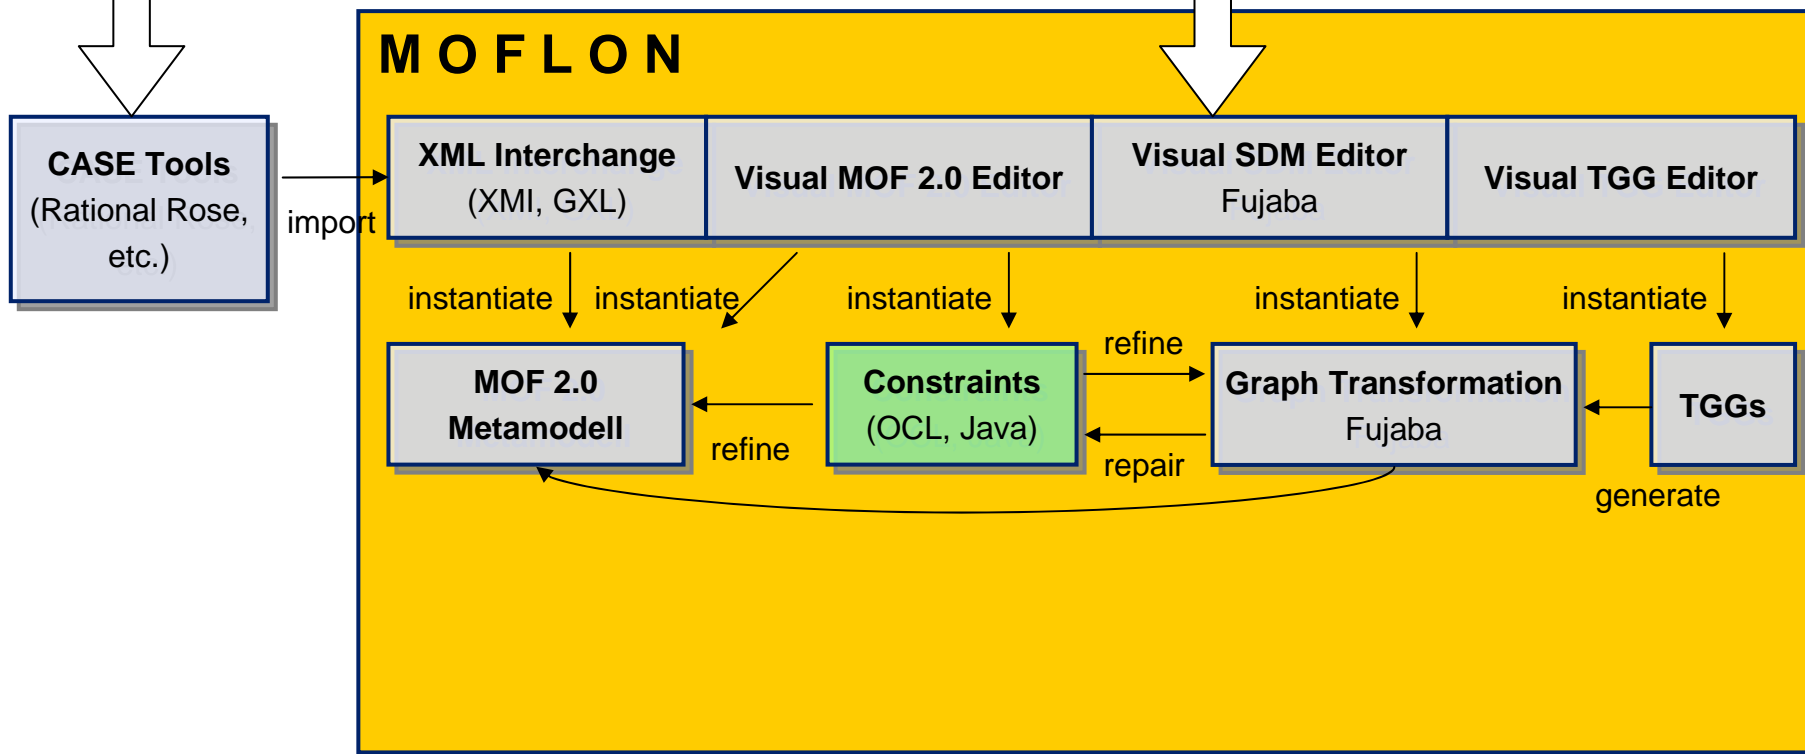 M O F L O N
CASE Tools
(Rational Rose,
etc.)
import
XML Interchange
(XMI, GXL)
Visual MOF 2.0 Editor
Visual SDM Editor
Fujaba
Visual TGG Editor
instantiate
instantiate
instantiate
instantiate
instantiate
MOF 2.0
Metamodell
refine
Constraints
(OCL, Java)
refine
repair
Graph Transformation
Fujaba
TGGs
generate